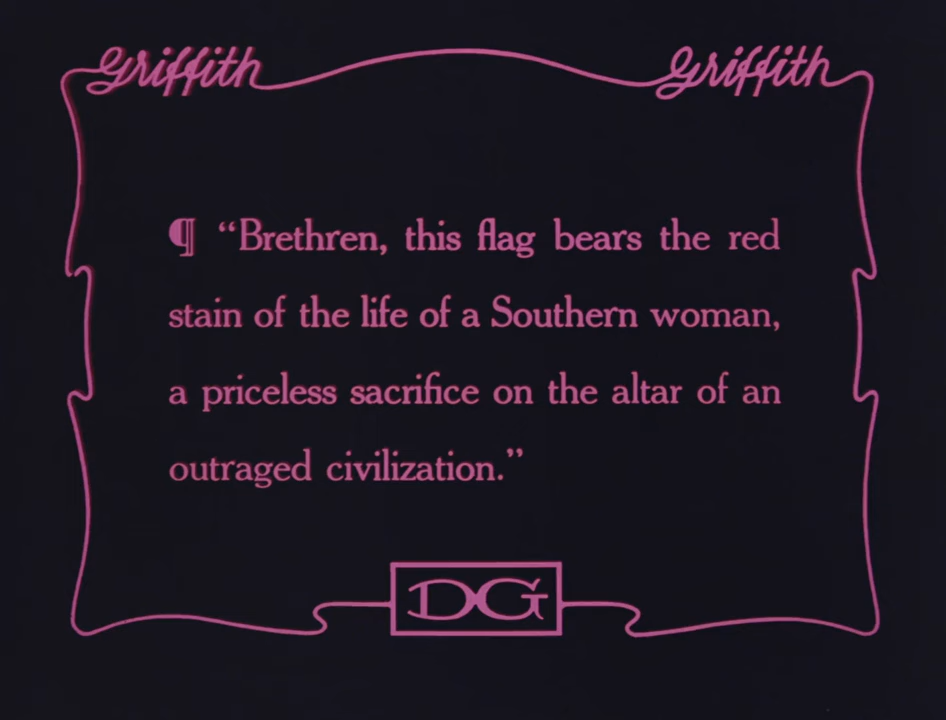 Griffith Griffith
¶ “Brethren, this flag bears the red
stain of the life of a Southern woman,
a priceless sacrifice on the altar of an
outraged civilization.”
DG